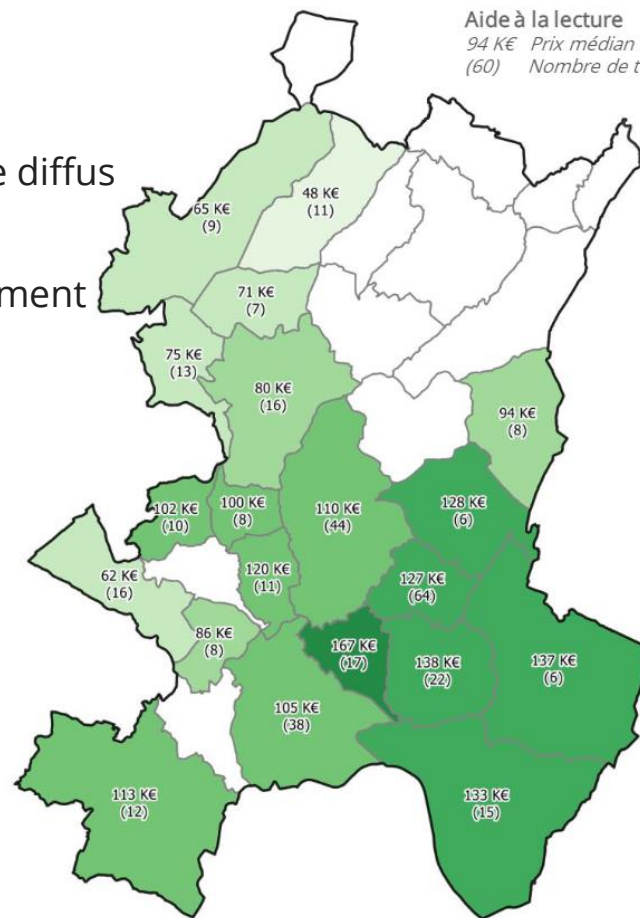 Aide à la lecture
94 K€ Prix médian
(60) Nombre de t
e diffus
ement
65 K€
(9)
48 K€
(11)
71 K€
(7)
75 K€
(13)
80 K€
(16)
94 K€
(8)
102 K€
(10)
100 K€
(8)
110 K€
(44)
128 K€
(6)
62 K€
(16)
120 K€
(11)
127 K€
(64)
86 K€
(8)
167 K€
(17)
138 K€
(22)
137 K€
(6)
105 K€
(38)
113 K€
(12)
133 K€
(15)